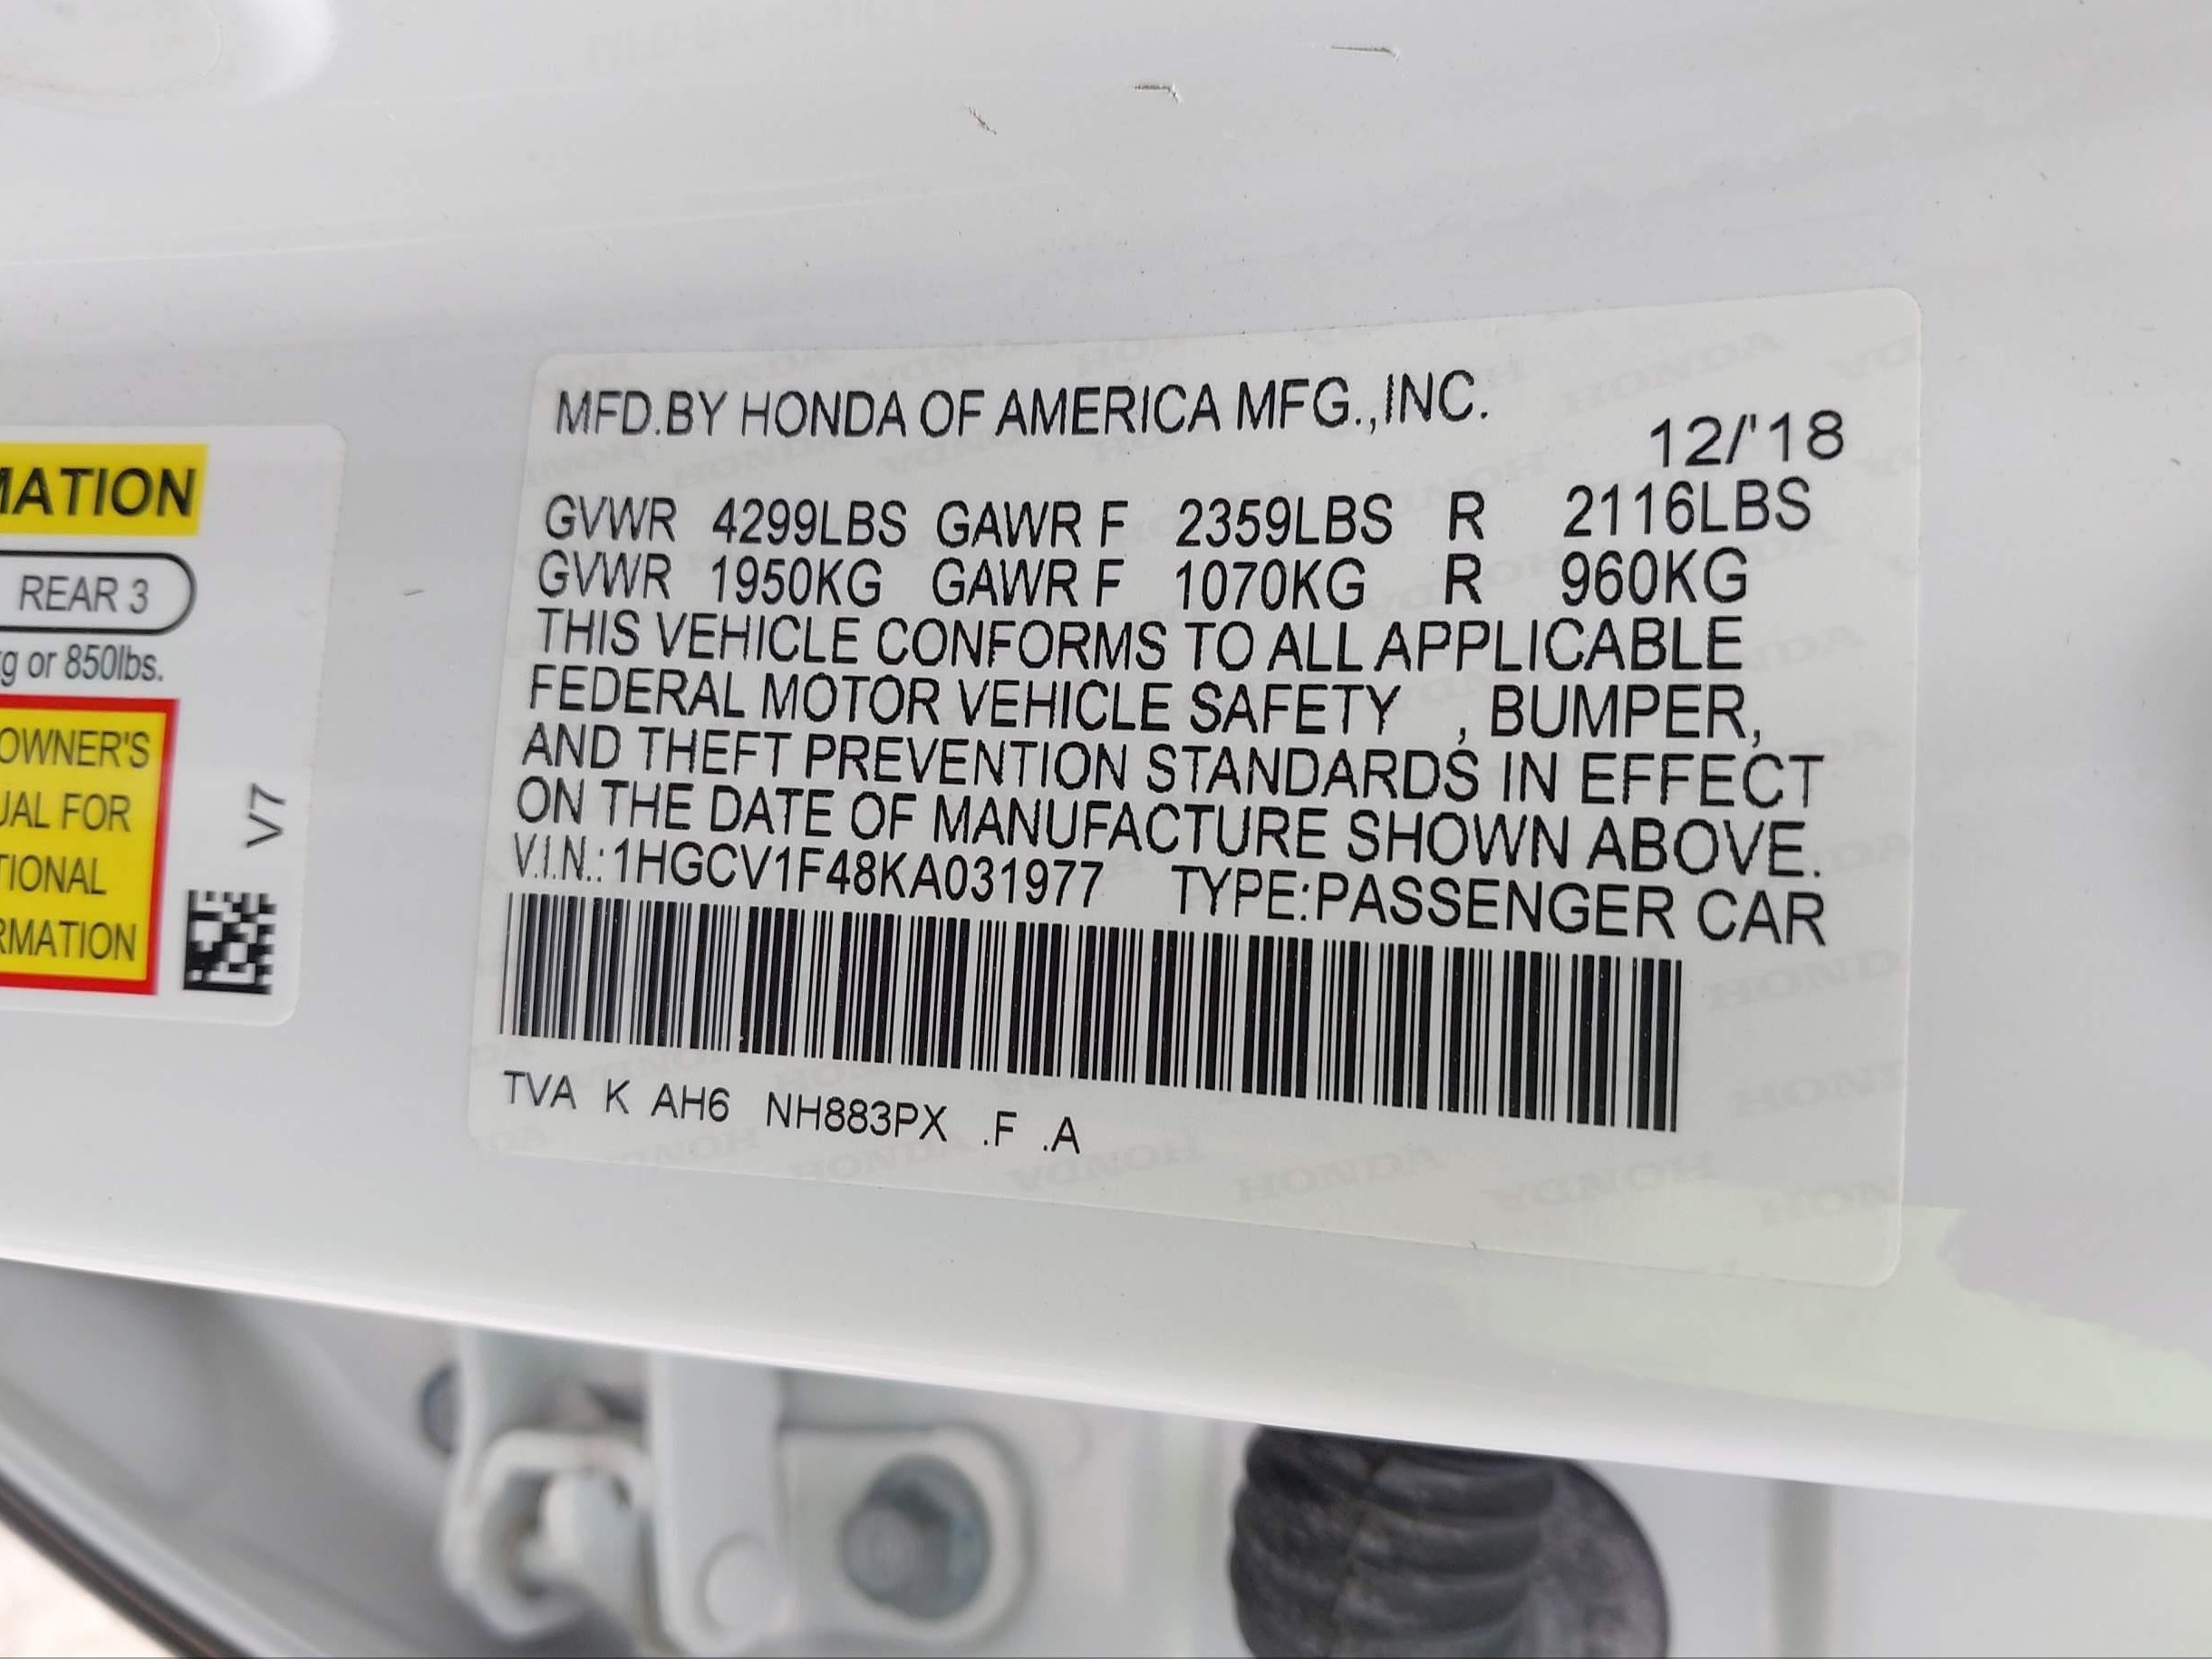 MATION
REAR 3
g or 850lbs.
OWNER'S
UAL FOR
TIONAL
RMATION
V7
MFD.BY HONDA OF AMERICA MFG.,INC.
12/'18
GVWR 4299LBS GAWR F 2359LBS R 2116LBS
GVWR 1950KG GAWR F 1070KG R 960KG
THIS VEHICLE CONFORMS TO ALL APPLICABLE
FEDERAL MOTOR VEHICLE SAFETY , BUMPER,
AND THEFT PREVENTION STANDARDS IN EFFECT
ON THE DATE OF MANUFACTURE SHOWN ABOVE.
V.I.N.:1HGCV1F48KA031977 TYPE:PASSENGER CAR
TVA K AH6 NH883PX .F .A